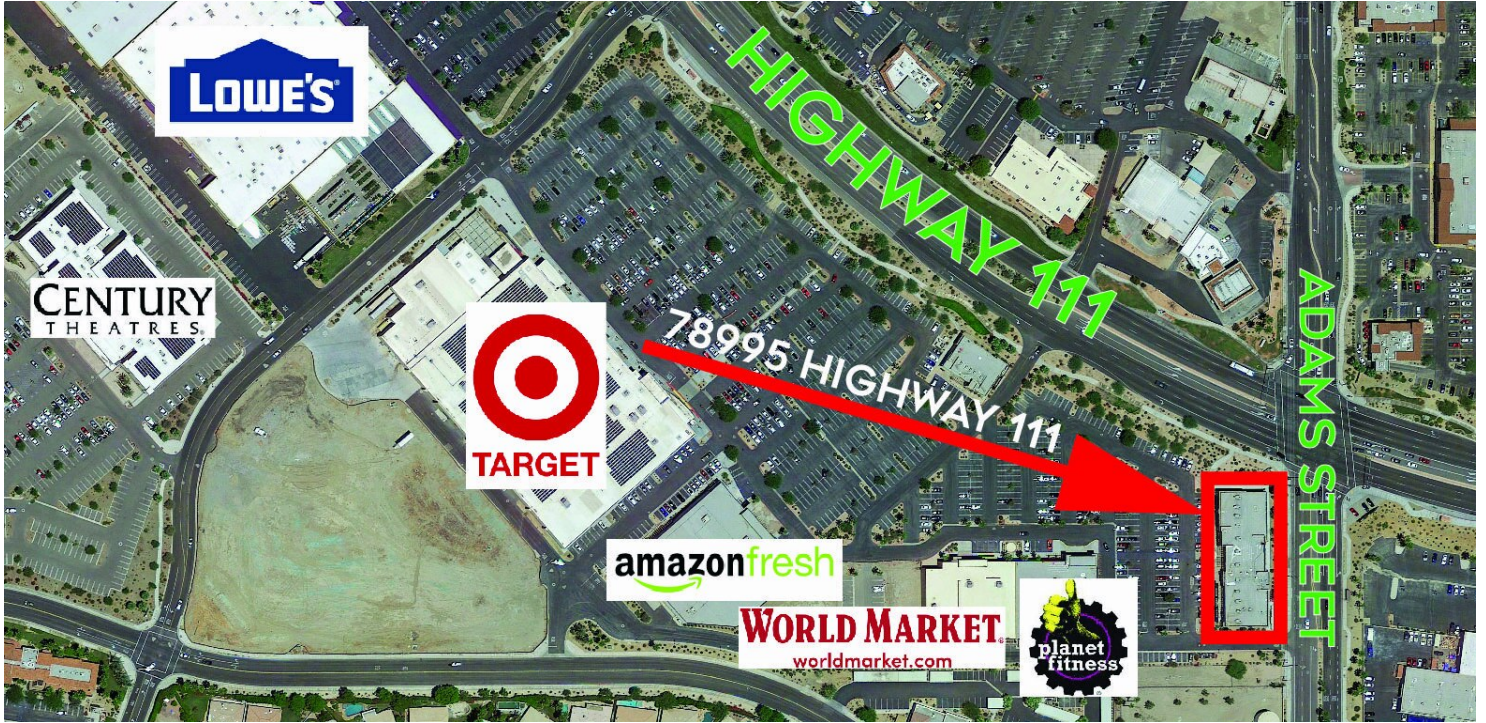 LOWE'S
HIGHWAY 111
CENTURY
THEATRES
ADAMS STREET
78995 HIGHWAY 111
TARGET
amazonfresh
WORLD MARKET
worldmarket.com
planet
fitness